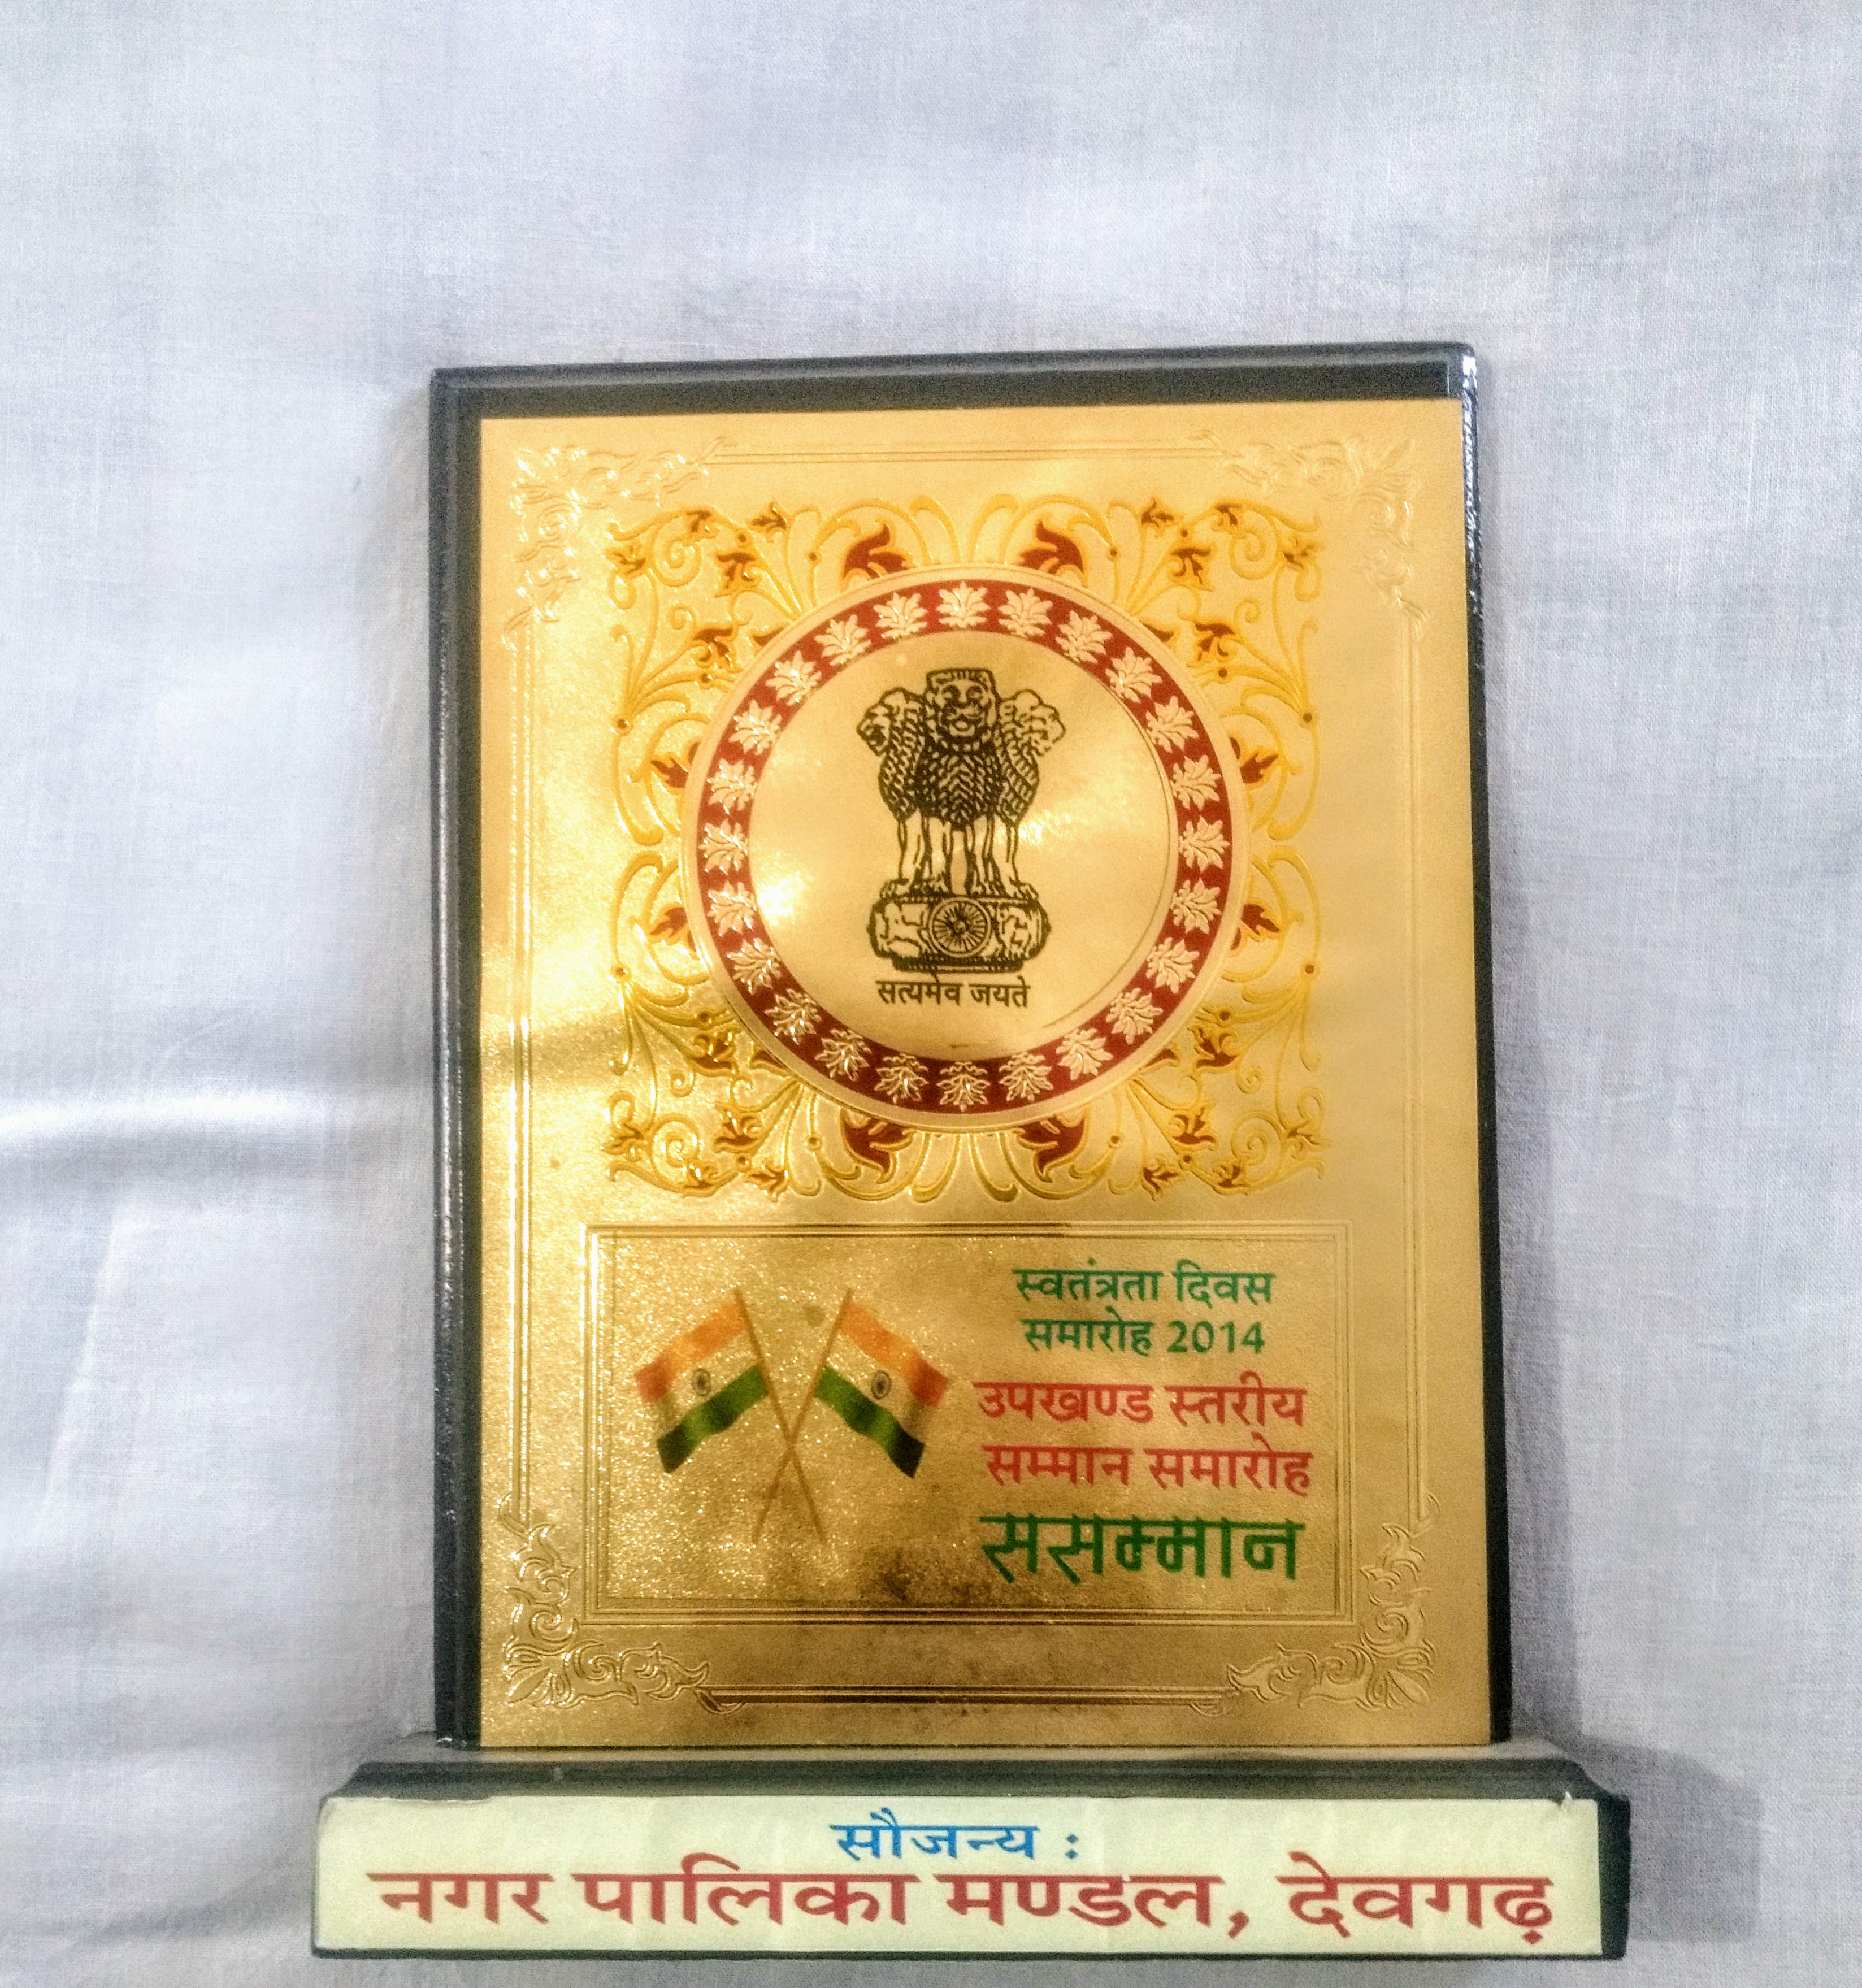 सत्यमेव जयते
स्वतंत्रता दिवस
समारोह 2014
उपखण्ड स्तरीय
सम्मान समारोह
ससम्मान
सौजन्य :
नगर पालिका मण्डल, देवगढ़